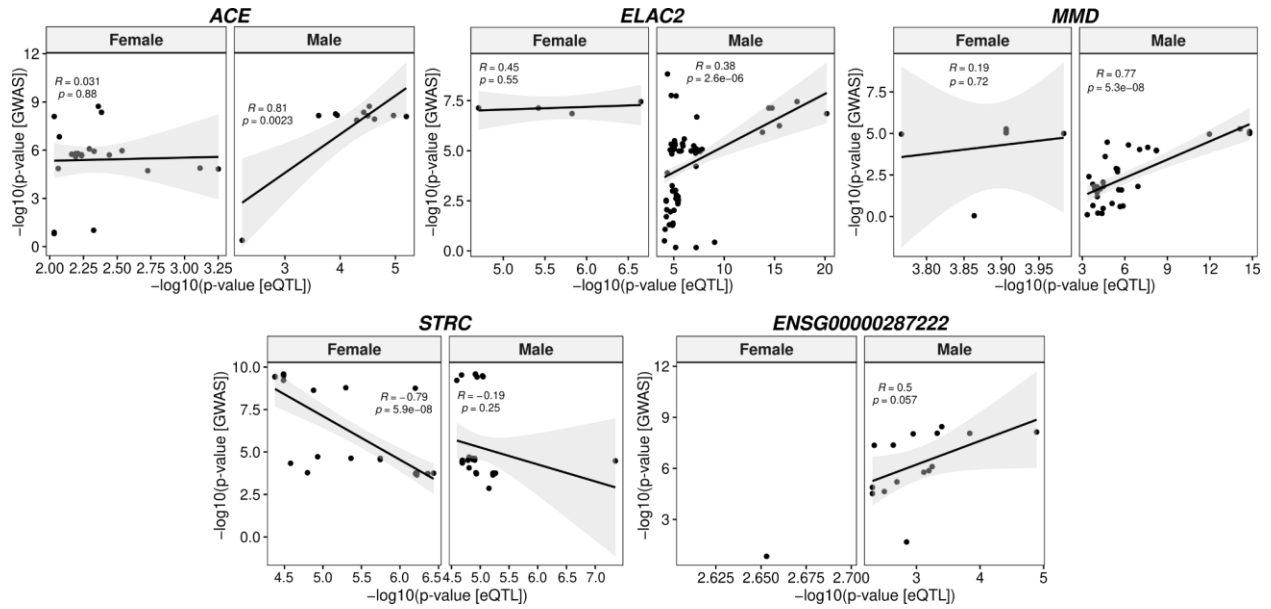 ACE
Female
Male
R = 0.031
p = 0.88
R = 0.81
p = 0.0023
12
9
6
3
0
2.00 2.25 2.50 2.75 3.00 3.25
3 4 5
−log10(p-value [GWAS])
−log10(p-value [eQTL])
ELAC2
Female
Male
R = 0.45
p = 0.55
R = 0.38
p = 2.6e-06
7.5
5.0
2.5
0.0
5.0 5.5 6.0 6.5
5 10 15 20
−log10(p-value [GWAS])
−log10(p-value [eQTL])
MMD
Female
Male
R = 0.19
p = 0.72
R = 0.77
p = 5.3e-08
7.5
5.0
2.5
0.0
3.80 3.85 3.90 3.95
3 6 9 12 15
−log10(p-value [GWAS])
−log10(p-value [eQTL])
STRC
Female
Male
R = −0.79
p = 5.9e-08
R = −0.19
p = 0.25
10.0
7.5
5.0
2.5
0.0
4.5 5.0 5.5 6.0 6.5
5.0 5.5 6.0 6.5 7.0
−log10(p-value [GWAS])
−log10(p-value [eQTL])
ENSG00000287222
Female
Male
R = 0.5
p = 0.057
12
9
6
3
2.625 2.650 2.675 2.700
3 4 5
−log10(p-value [GWAS])
−log10(p-value [eQTL])